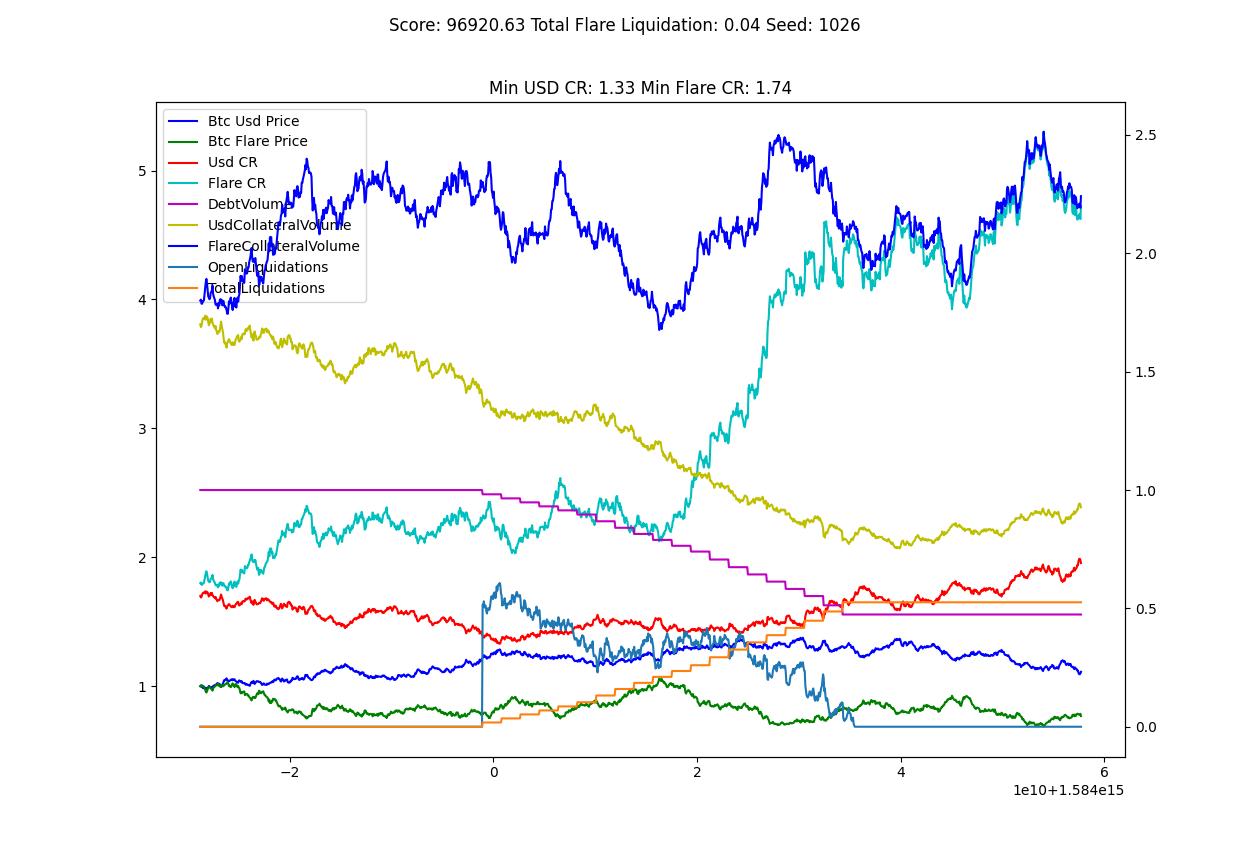 Score: 96920.63 Total Flare Liquidation: 0.04 Seed: 1026
Min USD CR: 1.33 Min Flare CR: 1.74
Btc Usd Price
Btc Flare Price
Usd CR
Flare CR
DebtVolume
UsdCollateralVolume
FlareCollateralVolume
OpenLiquidations
TotalLiquidations
5
4
3
2
1
2.5
2.0
1.5
1.0
0.5
0.0
−2
0
2
4
6
1e10+1.584e15